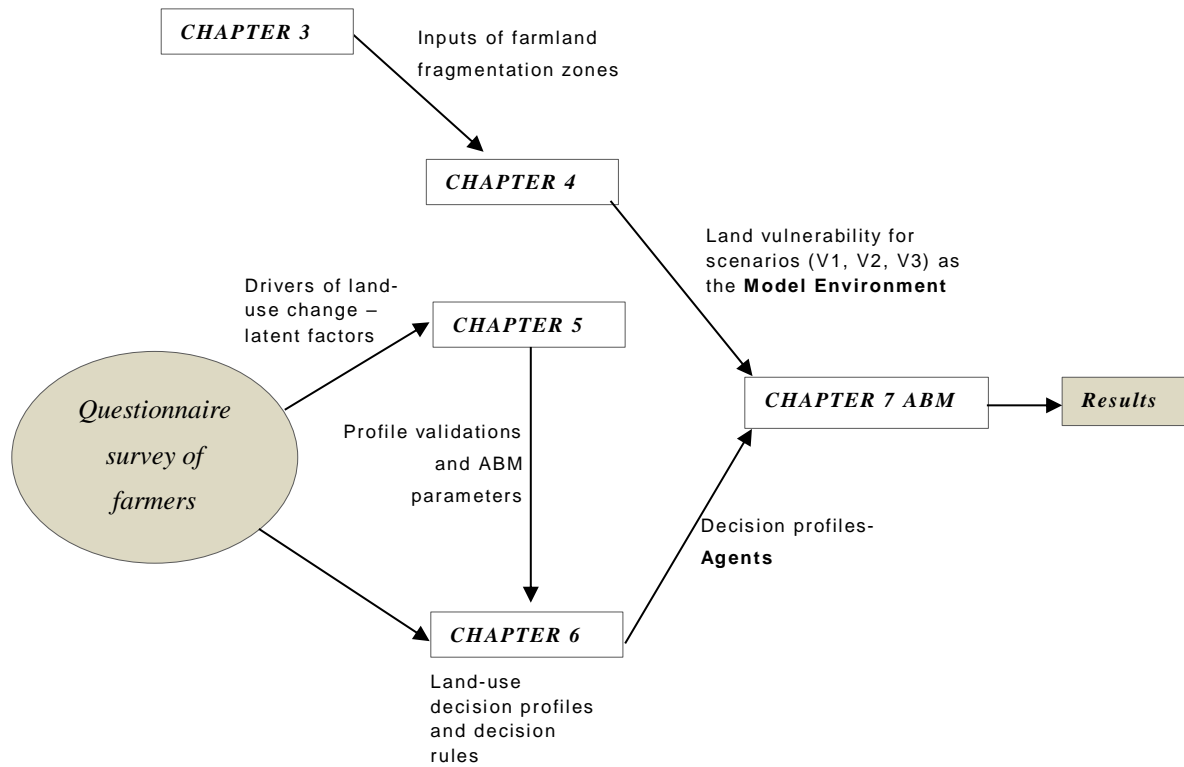 CHAPTER 3
Inputs of farmland
fragmentation zones
CHAPTER 4
Land vulnerability for
scenarios (V1, V2, V3) as
the Model Environment
Drivers of land-
use change –
latent factors
CHAPTER 5
Questionnaire
survey of
farmers
Profile validations
and ABM
parameters
CHAPTER 7 ABM
Results
Decision profiles-
Agents
CHAPTER 6
Land-use
decision profiles
and decision
rules